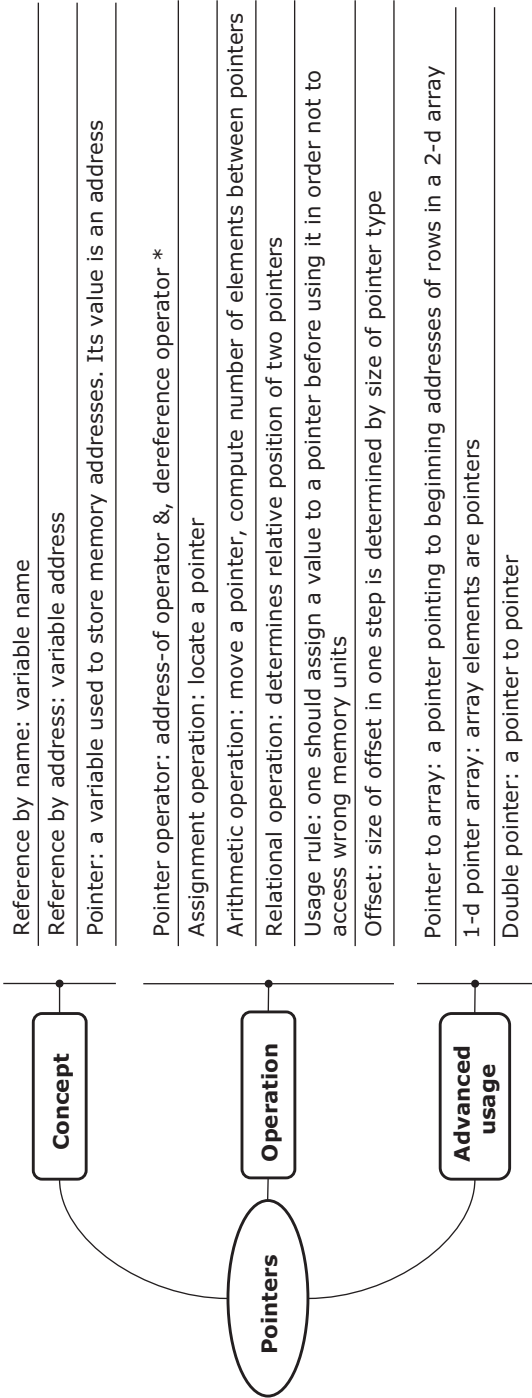 Pointers
Concept
Reference by name: variable name
Reference by address: variable address
Pointer: a variable used to store memory addresses. Its value is an address
Operation
Pointer operator: address-of operator &, dereference operator *
Assignment operation: locate a pointer
Arithmetic operation: move a pointer, compute number of elements between pointers
Relational operation: determines relative position of two pointers
Usage rule: one should assign a value to a pointer before using it in order not to
access wrong memory units
Offset: size of offset in one step is determined by size of pointer type
Advanced
usage
Pointer to array: a pointer pointing to beginning addresses of rows in a 2-d array
1-d pointer array: array elements are pointers
Double pointer: a pointer to pointer